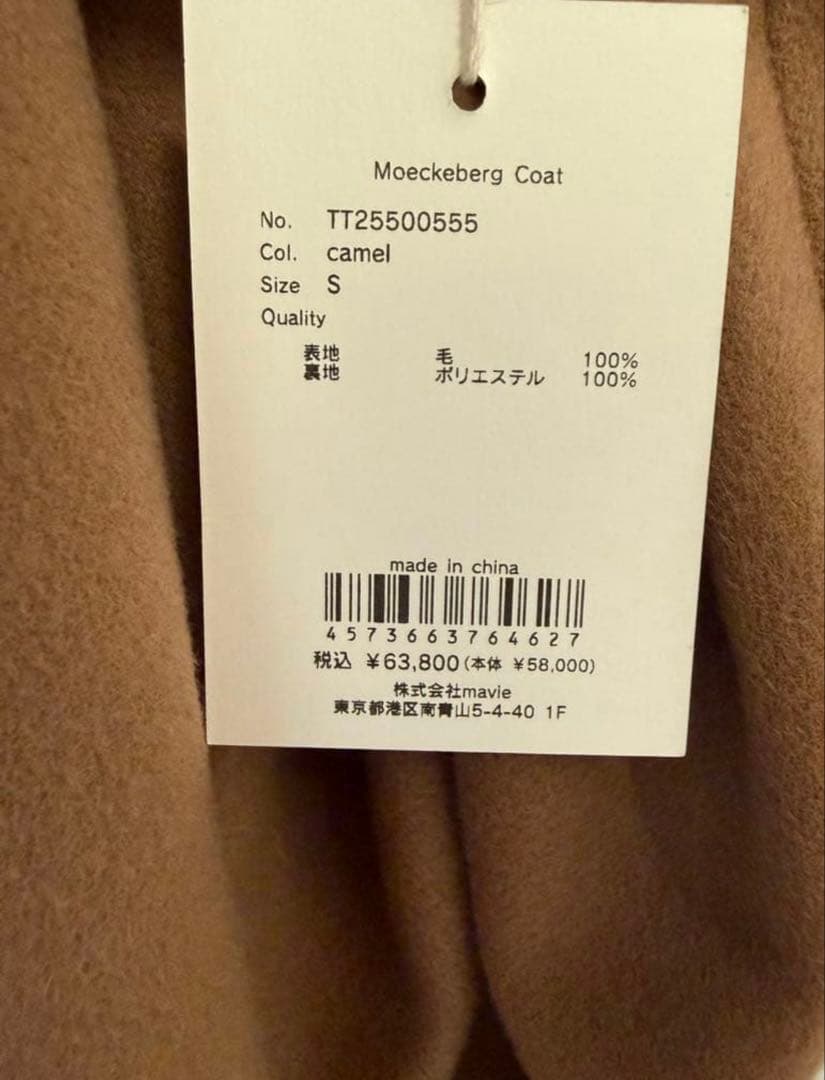 Moeckeberg Coat
No. TT25500555
Col. camel
Size S
Quality
表地 毛 100%
裏地 ポリエステル 100%
made in china
4573663764627
税込 ¥63,800(本体 ¥58,000)
株式会社mavie
東京都港区南青山5-4-40 1F